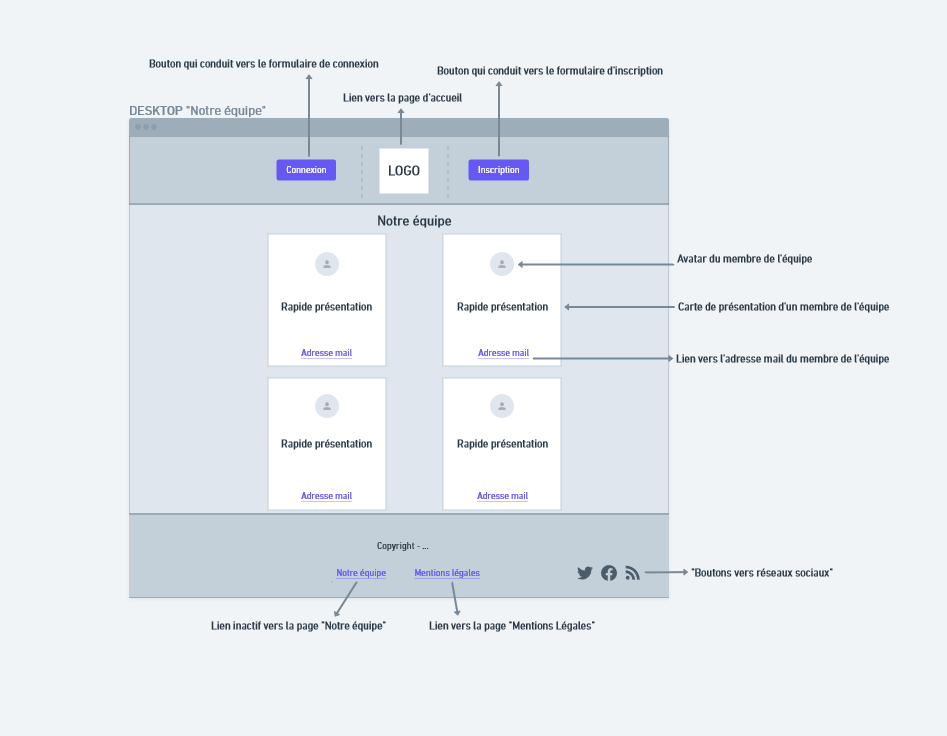 Bouton qui conduit vers le formulaire de connexion
Bouton qui conduit vers le formulaire d'inscription
Lien vers la page d'accueil
DESKTOP "Notre équipe"
Connexion
LOGO
Inscription
Notre équipe
Avatar du membre de l'équipe
Rapide présentation
Rapide présentation
Carte de présentation d'un membre de l'équipe
Adresse mail
Adresse mail
Lien vers l'adresse mail du membre de l'équipe
Rapide présentation
Rapide présentation
Adresse mail
Adresse mail
Copyright - ...
Notre équipe
Mentions légales
"Boutons vers réseaux sociaux"
Lien inactif vers la page "Notre équipe"
Lien vers la page "Mentions Légales"